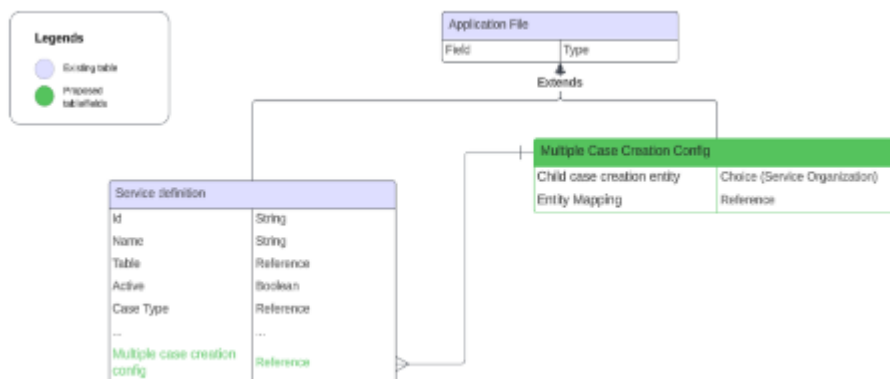 Legends
Existing table
Proposed
table/fields
Application File
Field Type
Extends
Multiple Case Creation Config
Child case creation entity Choice (Service Organization)
Entity Mapping Reference
Service definition
Id String
Name String
Table Reference
Active Boolean
Case Type Reference
... ...
Multiple case creation
config Reference